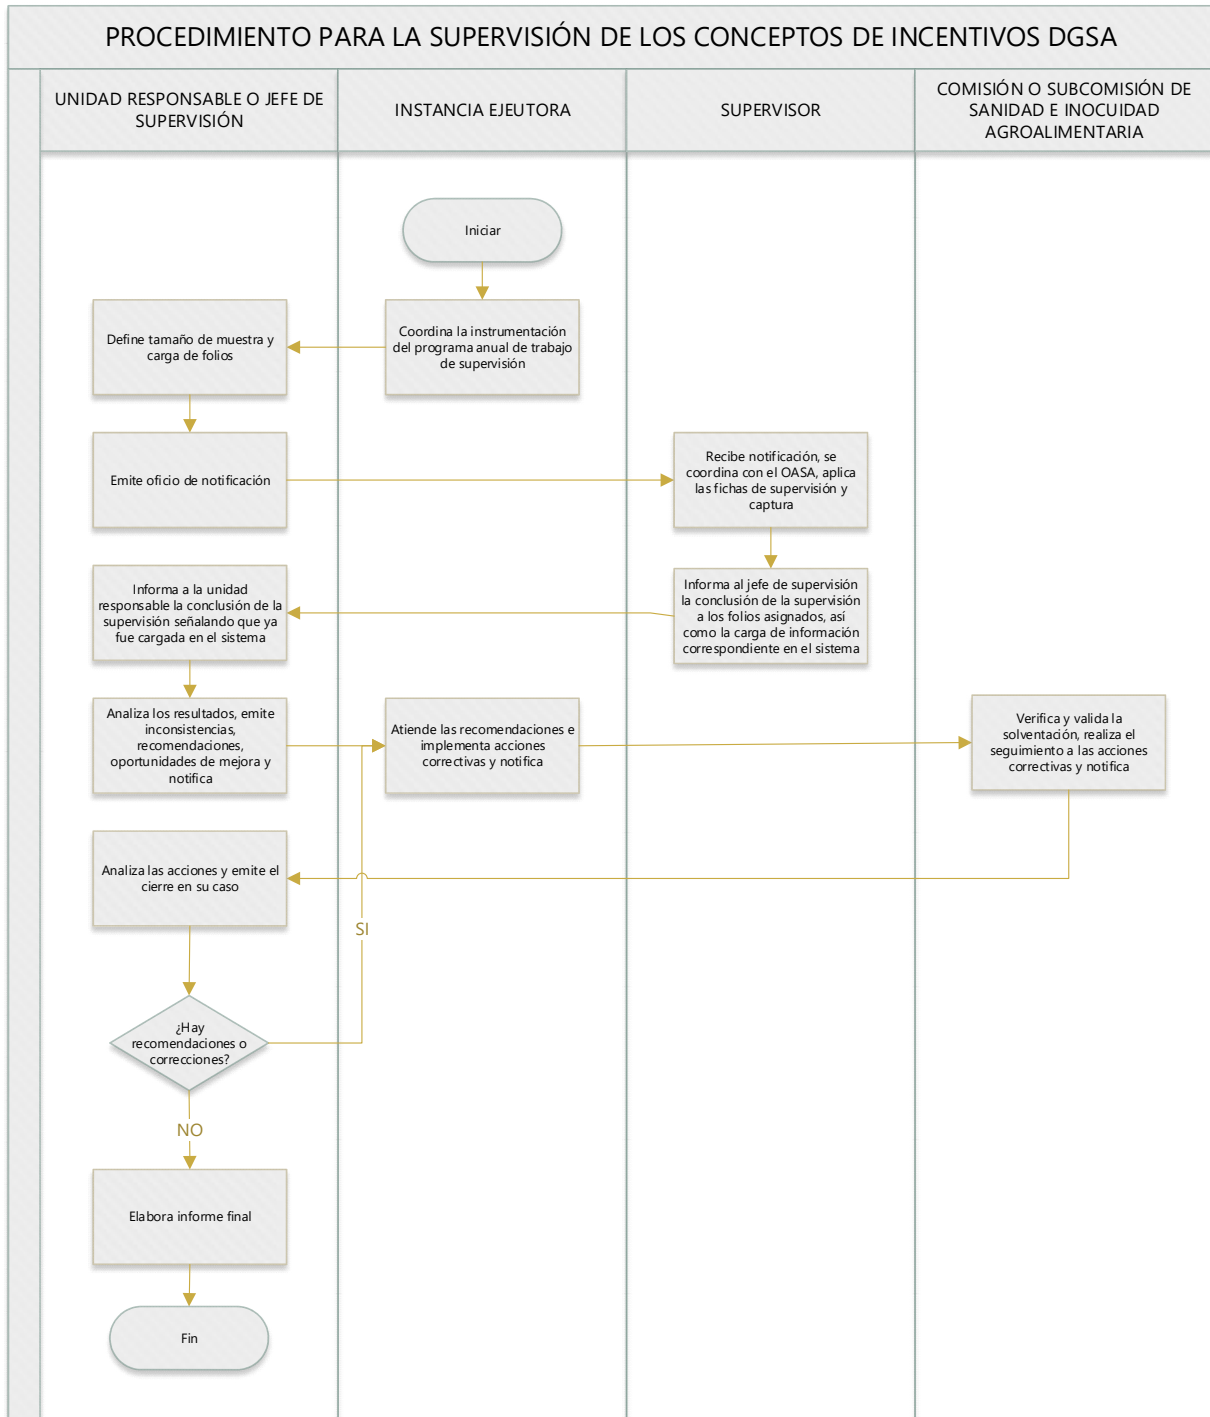 PROCEDIMIENTO PARA LA SUPERVISIÓN DE LOS CONCEPTOS DE INCENTIVOS DGSA
UNIDAD RESPONSABLE O JEFE DE
SUPERVISIÓN
INSTANCIA EJEUTORA
SUPERVISOR
COMISIÓN O SUBCOMISIÓN DE
SANIDAD E INOCUIDAD
AGROALIMENTARIA
Iniciar
Coordina la instrumentación
del programa anual de trabajo
de supervisión
Define tamaño de muestra y
carga de folios
Emite oficio de notificación
Recibe notificación, se
coordina con el OASA, aplica
las fichas de supervisión y
captura
Informa al jefe de supervisión
la conclusión de la supervisión
a los folios asignados, así
como la carga de información
correspondiente en el sistema
Informa a la unidad
responsable la conclusión de la
supervisión señalando que ya
fue cargada en el sistema
Analiza los resultados, emite
inconsistencias,
recomendaciones,
oportunidades de mejora y
notifica
Atiende las recomendaciones e
implementa acciones
correctivas y notifica
Verifica y valida la
solventación, realiza el
seguimiento a las acciones
correctivas y notifica
Analiza las acciones y emite el
cierre en su caso
SI
¿Hay
recomendaciones o
correcciones?
NO
Elabora informe final
Fin